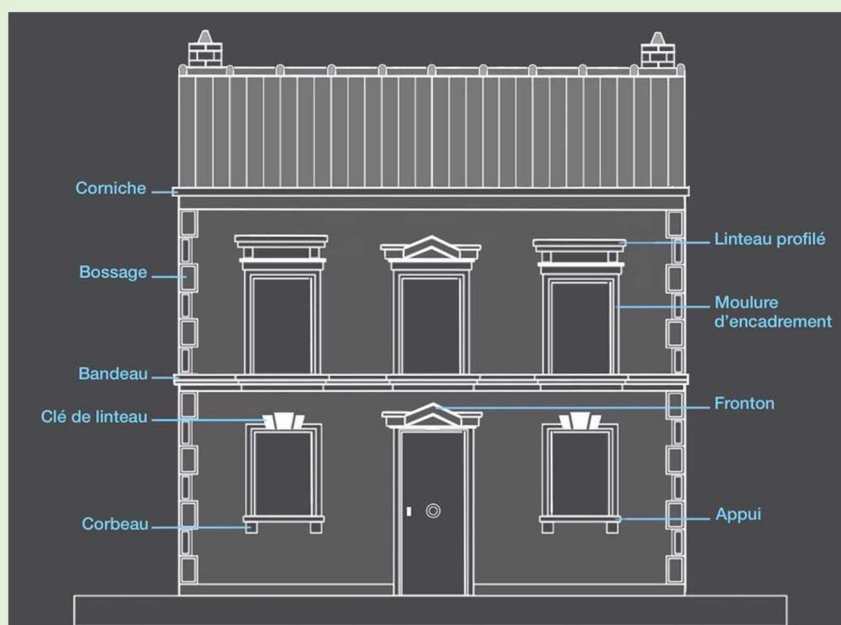 Corniche
Linteau profilé
Bossage
Moulure
d'encadrement
Bandeau
Fronton
Clé de linteau
Corbeau
Appui